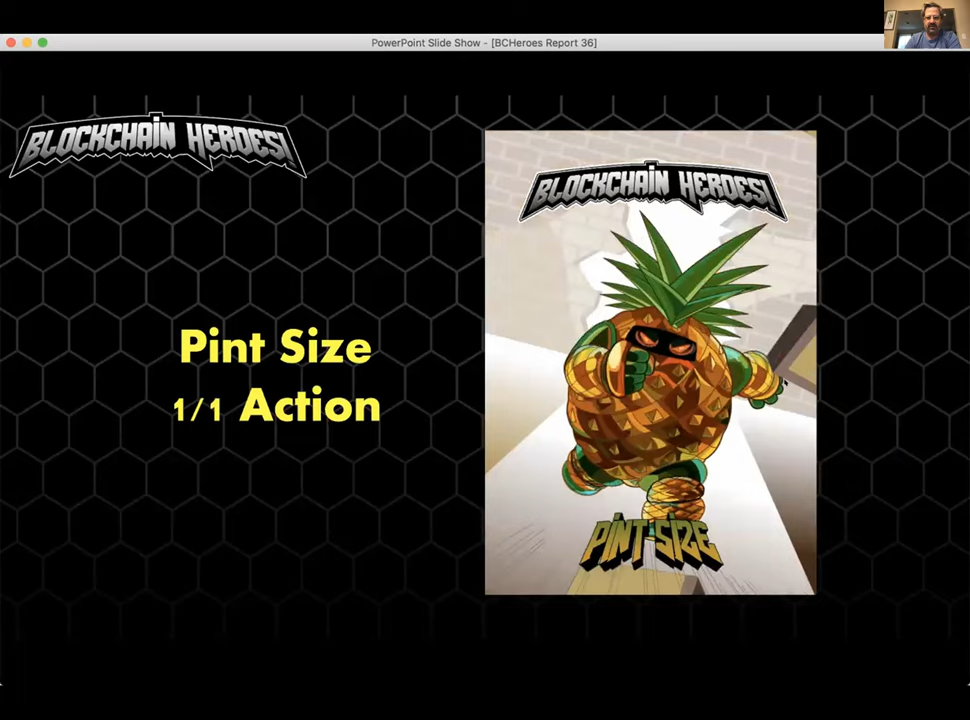 PowerPoint Slide Show - [BCHeroes Report 36]
BLOCKCHAIN HEROES!
BLOCKCHAIN HEROES!
Pint Size
1/1 Action
PINT SIZE